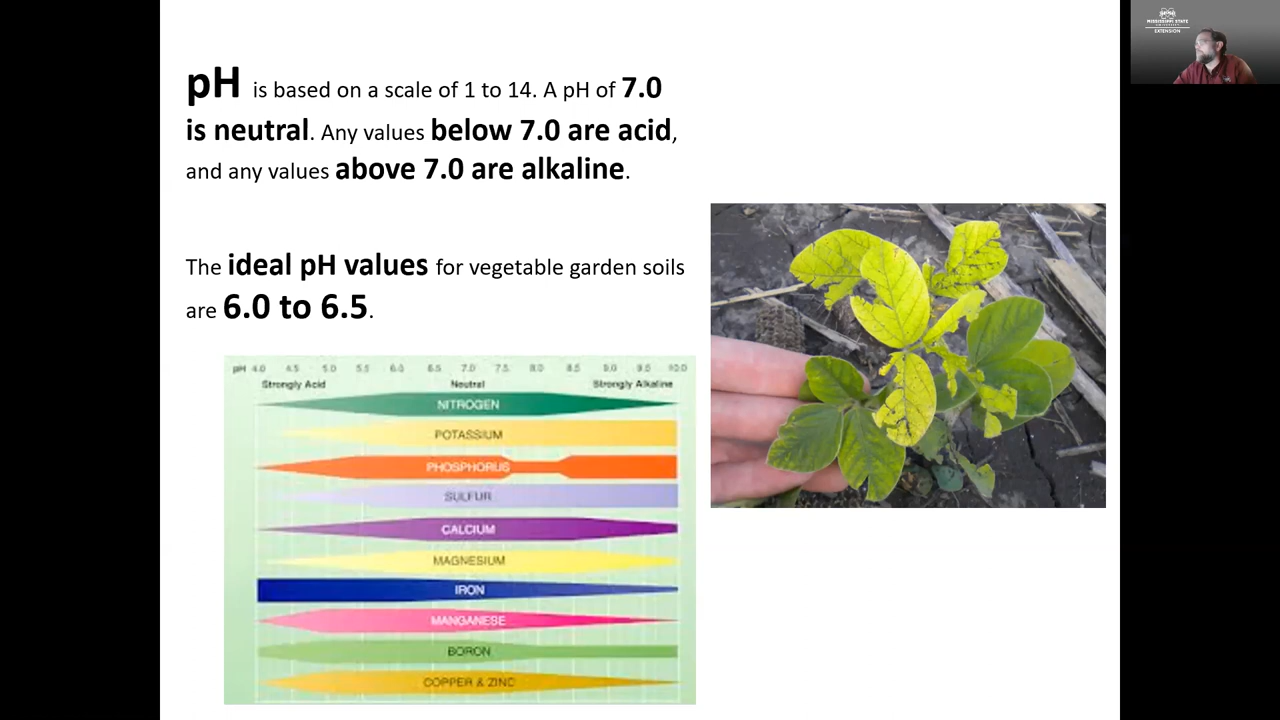 pH is based on a scale of 1 to 14. A pH of 7.0
is neutral. Any values below 7.0 are acid,
and any values above 7.0 are alkaline.
The ideal pH values for vegetable garden soils
are 6.0 to 6.5.
pH 4.0 4.5 5.0 5.5 6.0 6.5 7.0 7.5 8.0 8.5 9.0 9.5 10.0
Strongly Acid Neutral Strongly Alkaline
NITROGEN
POTASSIUM
PHOSPHORUS
SULFUR
CALCIUM
MAGNESIUM
IRON
MANGANESE
BORON
COPPER & ZINC
MISSISSIPPI STATE
UNIVERSITY
EXTENSION